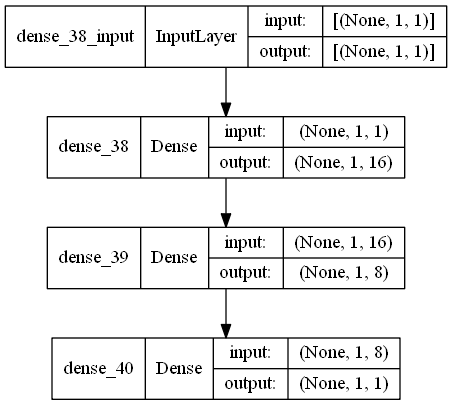 dense_38_input InputLayer input: [(None, 1, 1)]
output: [(None, 1, 1)]
dense_38 Dense input: (None, 1, 1)
output: (None, 1, 16)
dense_39 Dense input: (None, 1, 16)
output: (None, 1, 8)
dense_40 Dense input: (None, 1, 8)
output: (None, 1, 1)